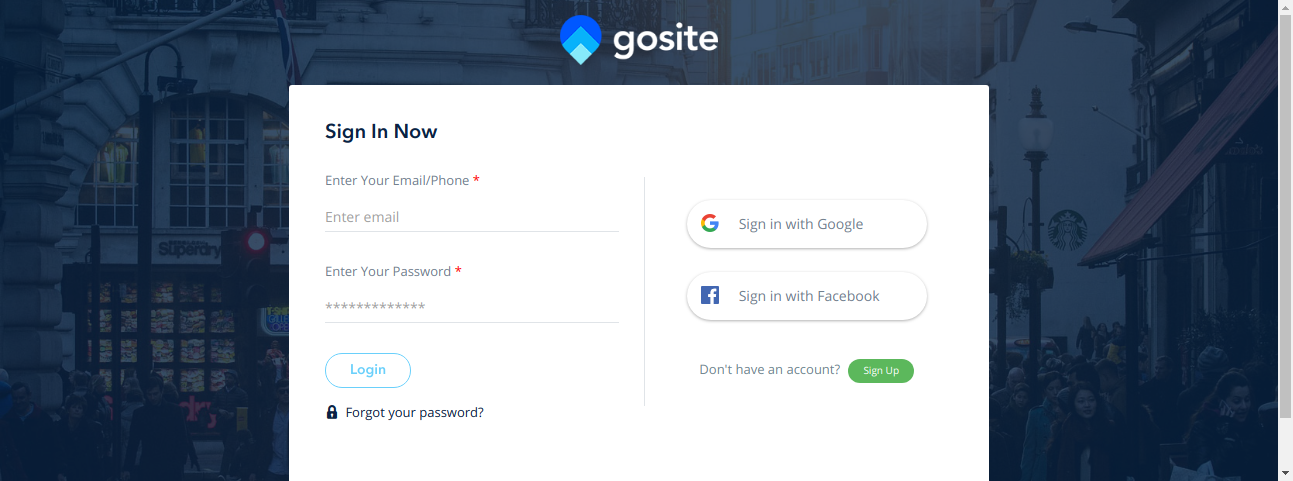 gosite
Sign In Now
Enter Your Email/Phone *
Enter email
Enter Your Password *
*************
Login
Forgot your password?
Sign in with Google
Sign in with Facebook
Don't have an account? Sign Up
Superdry